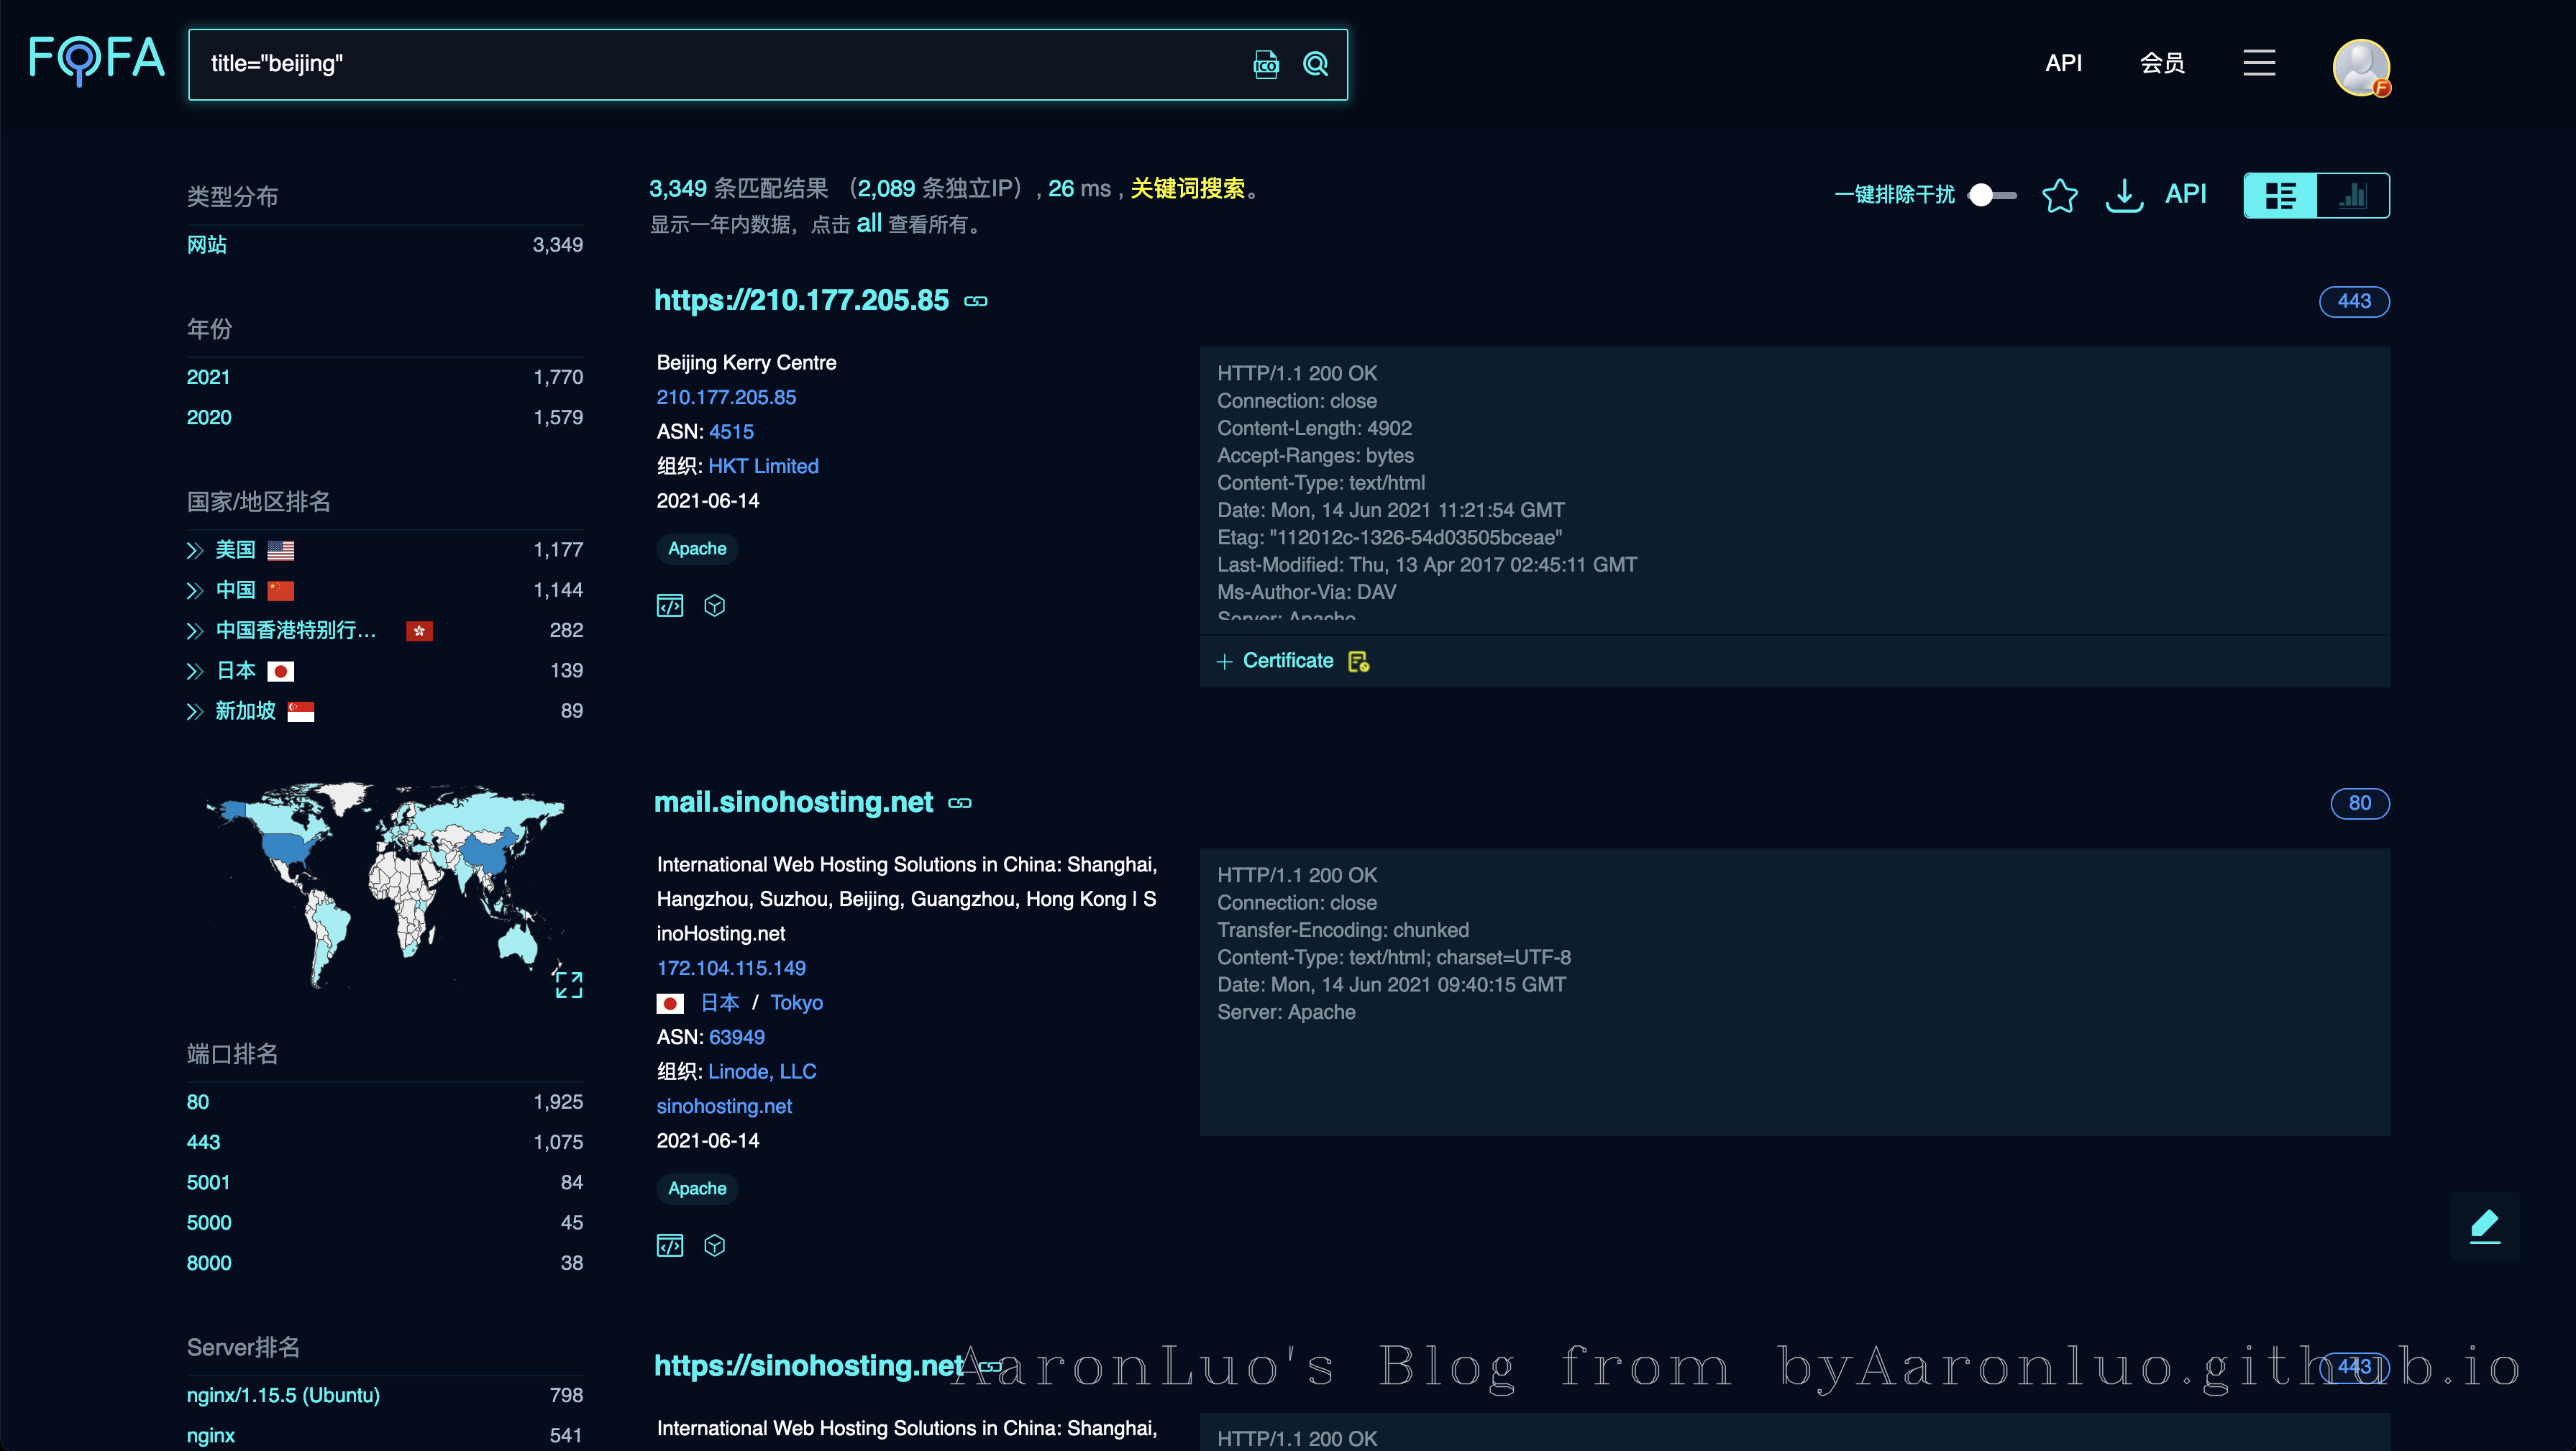 FOFA
title="beijing"
ICO
API
会员
F
类型分布
网站 3,349
年份
2021 1,770
2020 1,579
国家/地区排名
美国 1,177
中国 1,144
中国香港特别行... 282
日本 139
新加坡 89
端口排名
80 1,925
443 1,075
5001 84
5000 45
8000 38
Server排名
nginx/1.15.5 (Ubuntu) 798
nginx 541
3,349 条匹配结果 （2,089 条独立IP）, 26 ms , 关键词搜索。
显示一年内数据，点击 all 查看所有。
一键排除干扰
API
https://210.177.205.85
443
Beijing Kerry Centre
210.177.205.85
ASN: 4515
组织: HKT Limited
2021-06-14
Apache
HTTP/1.1 200 OK
Connection: close
Content-Length: 4902
Accept-Ranges: bytes
Content-Type: text/html
Date: Mon, 14 Jun 2021 11:21:54 GMT
Etag: "112012c-1326-54d03505bceae"
Last-Modified: Thu, 13 Apr 2017 02:45:11 GMT
Ms-Author-Via: DAV
Server: Apache
+ Certificate
mail.sinohosting.net
80
International Web Hosting Solutions in China: Shanghai,
Hangzhou, Suzhou, Beijing, Guangzhou, Hong Kong | S
inoHosting.net
172.104.115.149
日本 / Tokyo
ASN: 63949
组织: Linode, LLC
sinohosting.net
2021-06-14
Apache
HTTP/1.1 200 OK
Connection: close
Transfer-Encoding: chunked
Content-Type: text/html; charset=UTF-8
Date: Mon, 14 Jun 2021 09:40:15 GMT
Server: Apache
https://sinohosting.net
443
International Web Hosting Solutions in China: Shanghai,
HTTP/1.1 200 OK
AaronLuo's Blog from byAaronluo.github.io